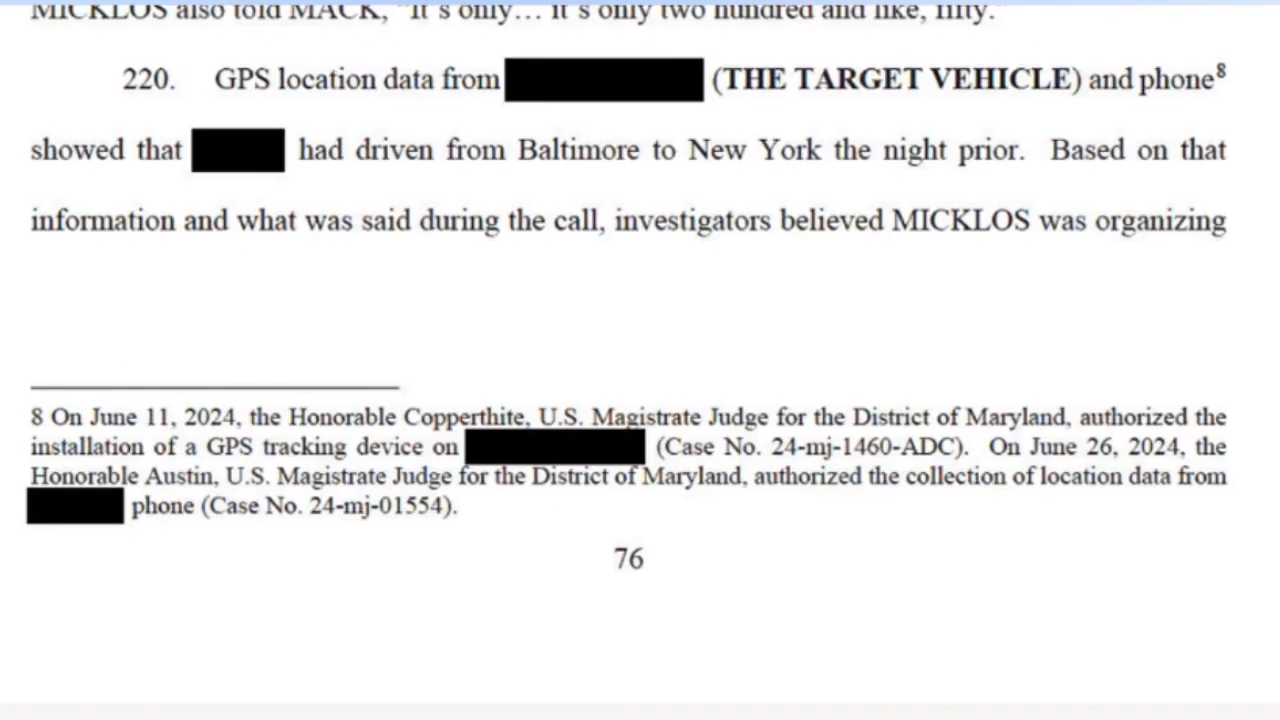 MICKLOS also told MACK, "It's only… it's only two hundred and like, fifty."
220. GPS location data from (THE TARGET VEHICLE) and phone8
showed that had driven from Baltimore to New York the night prior. Based on that
information and what was said during the call, investigators believed MICKLOS was organizing
8 On June 11, 2024, the Honorable Copperthite, U.S. Magistrate Judge for the District of Maryland, authorized the
installation of a GPS tracking device on (Case No. 24-mj-1460-ADC). On June 26, 2024, the
Honorable Austin, U.S. Magistrate Judge for the District of Maryland, authorized the collection of location data from
phone (Case No. 24-mj-01554).
76